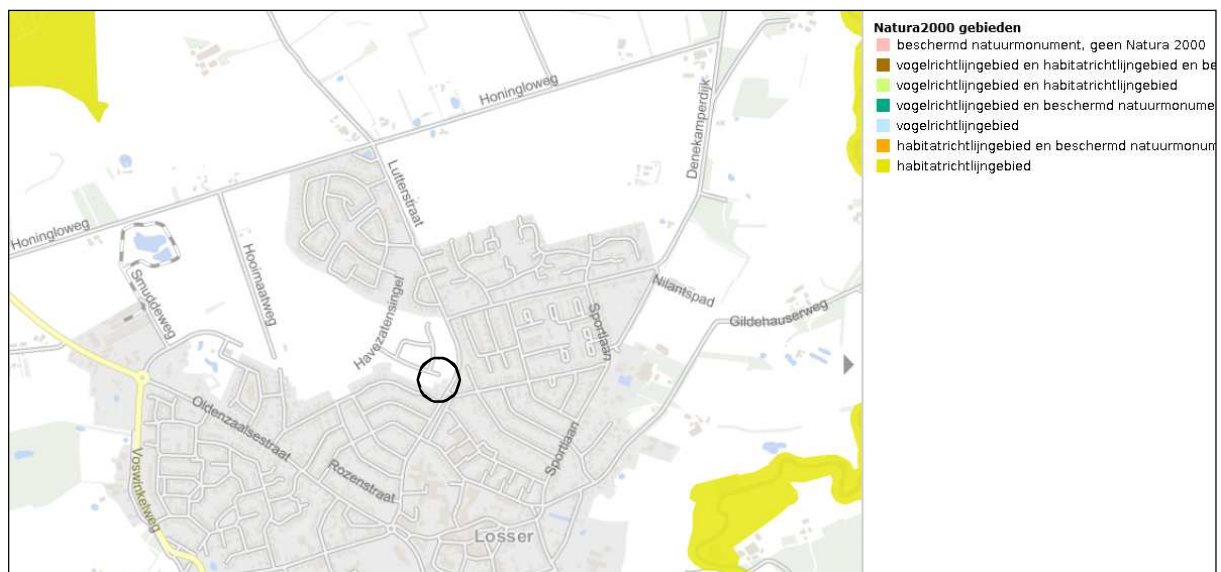 Natura2000 gebieden
beschermd natuurmonument, geen Natura 2000
vogelrichtlijngebied en habitatrichtlijngebied en be
vogelrichtlijngebied en habitatrichtlijngebied
vogelrichtlijngebied en beschermd natuurmonume
vogelrichtlijngebied
habitatrichtlijngebied en beschermd natuurmonum
habitatrichtlijngebied
Honingloweg
Denekamperdijk
Lutterstraat
Honingloweg
Hooimaatweg
Smuddeweg
Havezatensingel
Nilantspad
Sportlaan
Gildehauserweg
Oldenzaalsestraat
Voswinkelweg
Rozenstraat
Sportlaan
Losser